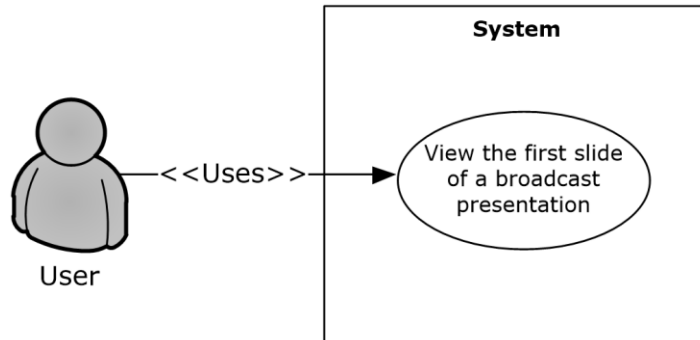 System
View the first slide
of a broadcast
presentation
<<Uses>>
User